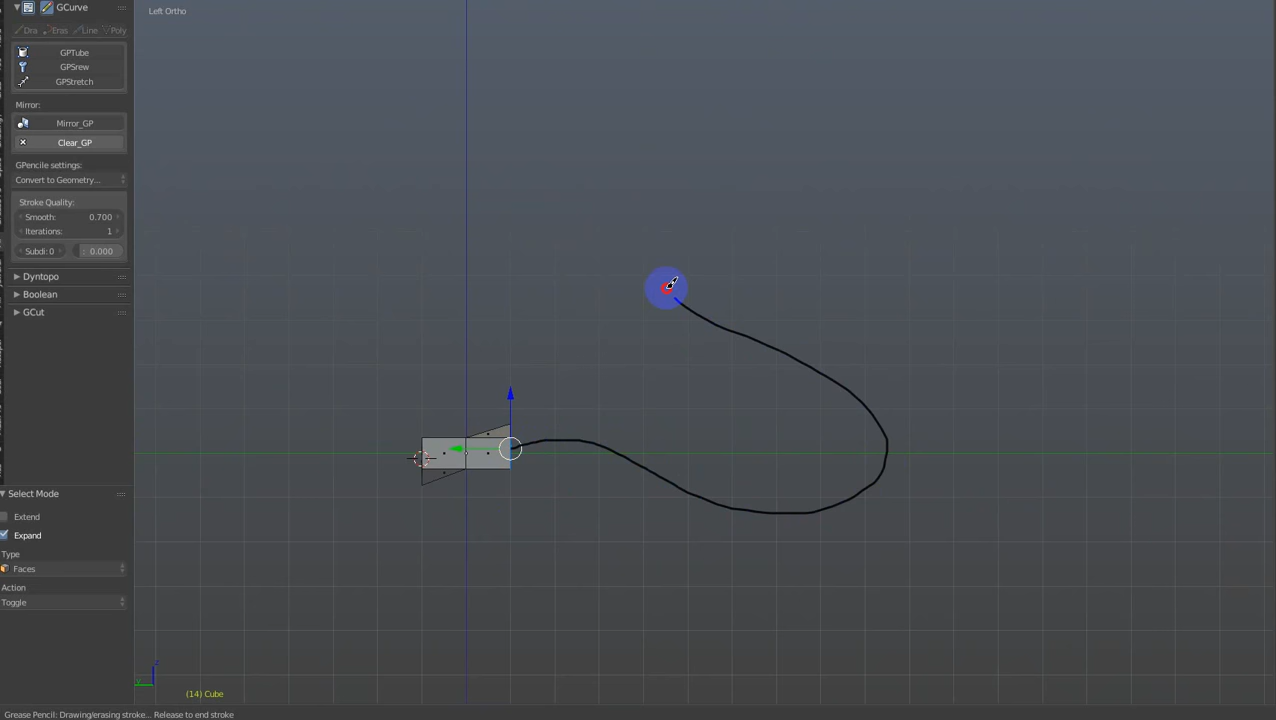 GCurve
Left Ortho
Dra Eras Line Poly
GPTube
GPSrew
GPStretch
Mirror:
Mirror_GP
Clear_GP
GPencile settings:
Convert to Geometry...
Stroke Quality:
Smooth: 0.700
Iterations: 1
Subdi: 0 : 0.000
Dyntopo
Boolean
GCut
Select Mode
Extend
Expand
Type
Faces
Action
Toggle
z
y
(14) Cube
Grease Pencil: Drawing/erasing stroke... Release to end stroke